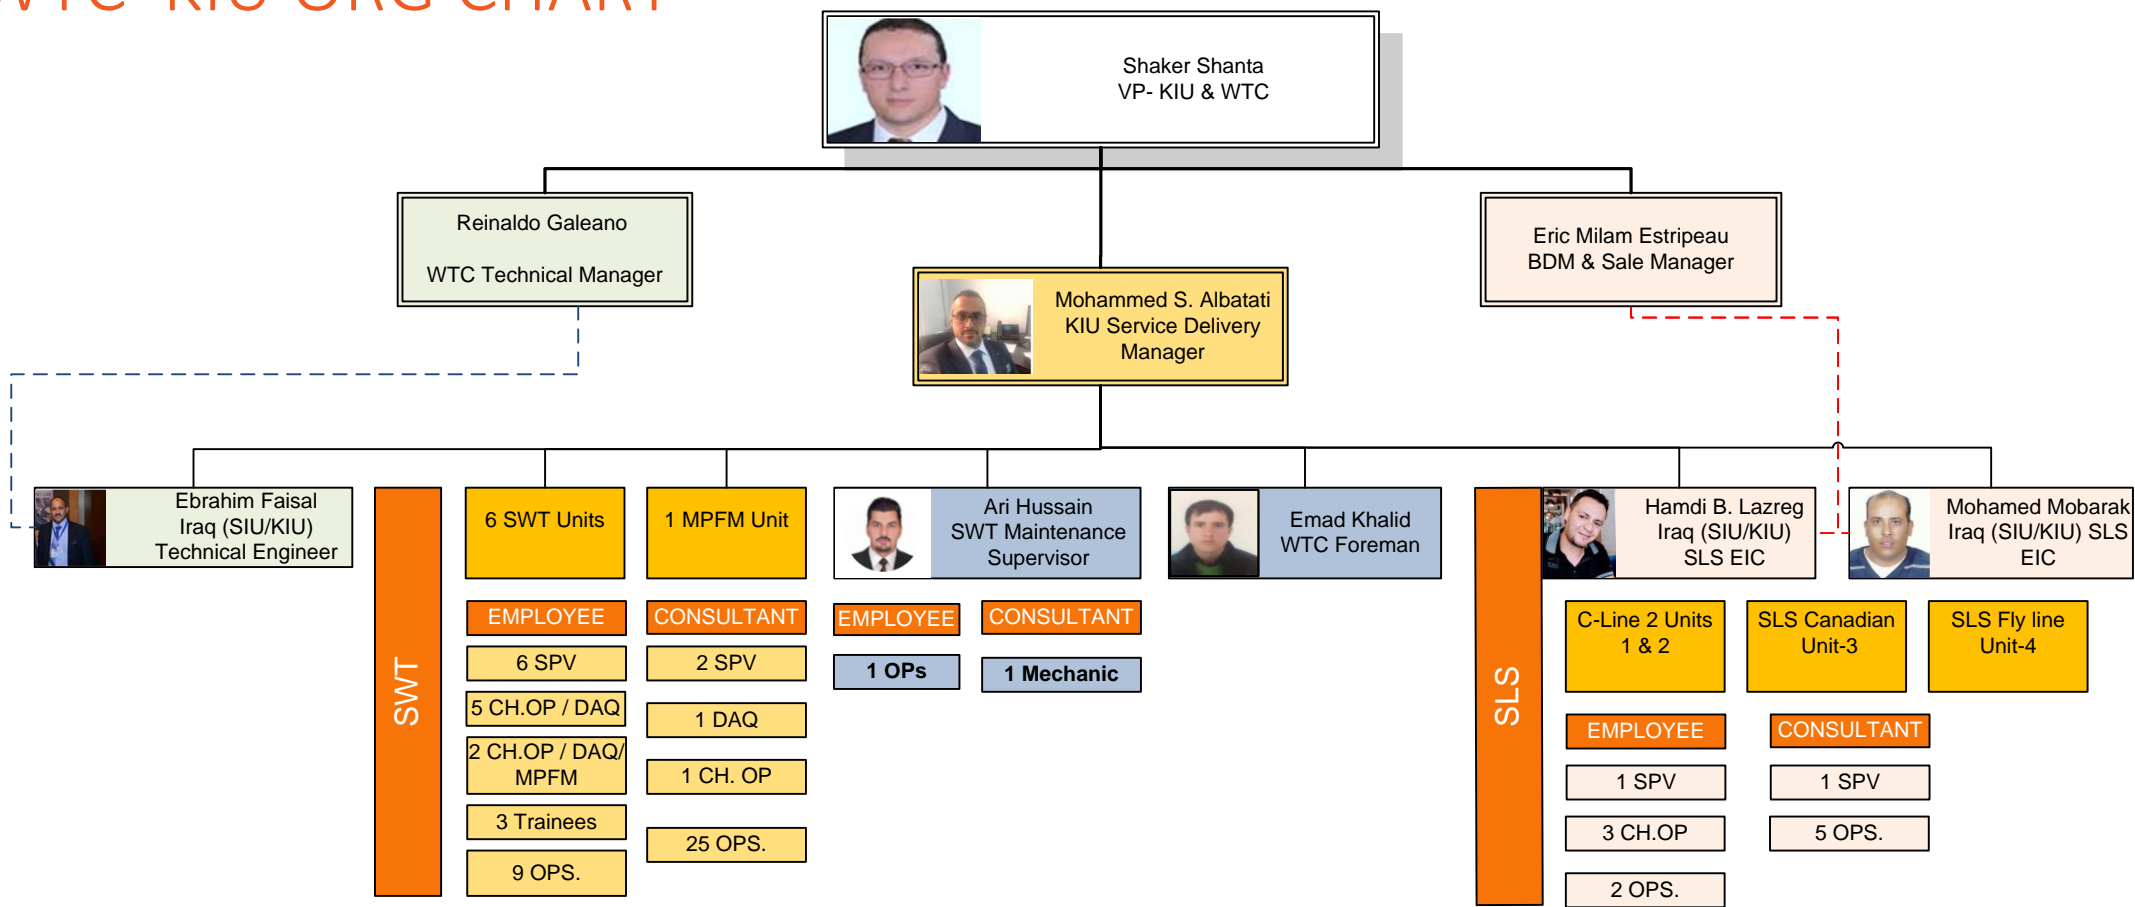 WTC KIU ORG CHART
Shaker Shanta
VP- KIU & WTC
Reinaldo Galeano
WTC Technical Manager
Mohammed S. Albatati
KIU Service Delivery
Manager
Eric Milam Estripeau
BDM & Sale Manager
Ebrahim Faisal
Iraq (SIU/KIU)
Technical Engineer
SWT
6 SWT Units
1 MPFM Unit
Ari Hussain
SWT Maintenance
Supervisor
Emad Khalid
WTC Foreman
SLS
Hamdi B. Lazreg
Iraq (SIU/KIU)
SLS EIC
Mohamed Mobarak
Iraq (SIU/KIU) SLS
EIC
EMPLOYEE
6 SPV
5 CH.OP / DAQ
2 CH.OP / DAQ/
MPFM
3 Trainees
9 OPS.
CONSULTANT
2 SPV
1 DAQ
1 CH. OP
25 OPS.
EMPLOYEE
1 OPs
CONSULTANT
1 Mechanic
C-Line 2 Units
1 & 2
SLS Canadian
Unit-3
SLS Fly line
Unit-4
EMPLOYEE
1 SPV
3 CH.OP
2 OPS.
CONSULTANT
1 SPV
5 OPS.